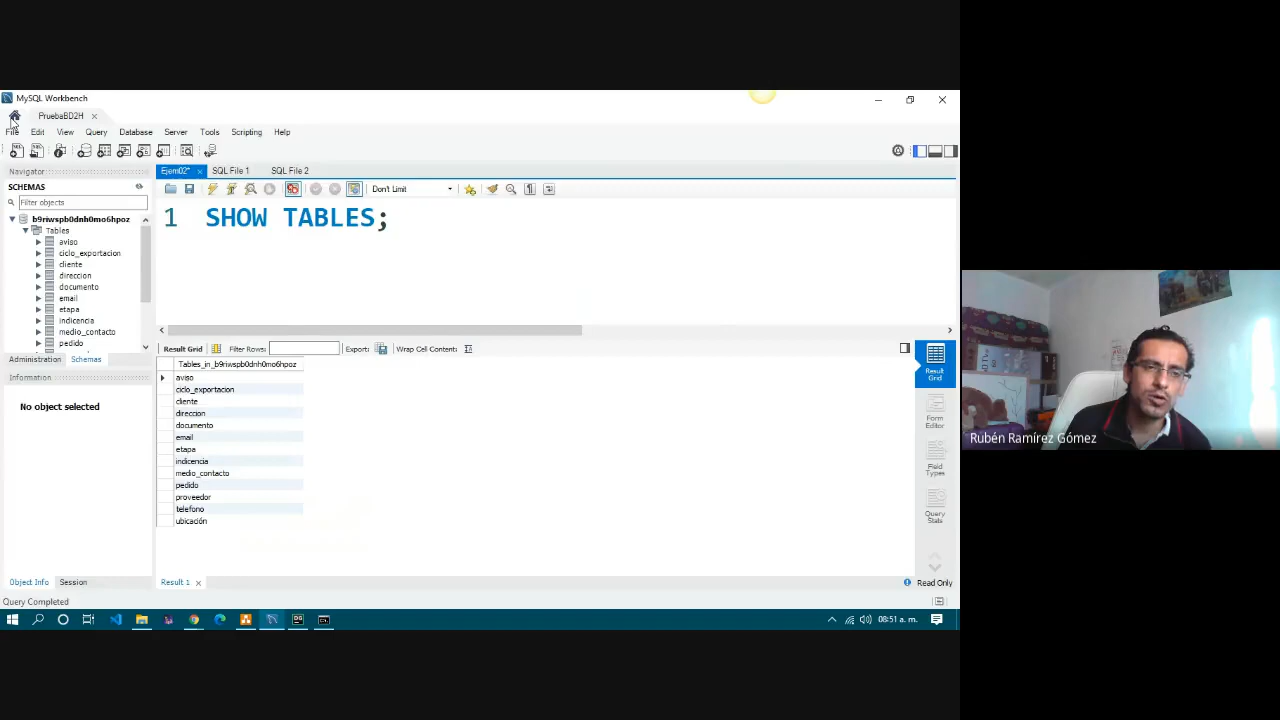 MySQL Workbench
PruebaBD2H
File Edit View Query Database Server Tools Scripting Help
Navigator
SCHEMAS
Filter objects
b9riwspb0dnh0mo6hpoz
Tables
aviso
ciclo_exportacion
cliente
direccion
documento
email
etapa
indicencia
medio_contacto
pedido
Administration Schemas
Information
No object selected
Object Info Session
Query Completed
Ejem02* SQL File 1 SQL File 2
Don't Limit
1 SHOW TABLES;
Result Grid Filter Rows: Export: Wrap Cell Content:
Tables_in_b9riwspb0dnh0mo6hpoz
aviso
ciclo_exportacion
cliente
direccion
documento
email
etapa
indicencia
medio_contacto
pedido
proveedor
telefono
ubicación
Result 1
Result
Grid
Form
Editor
Field
Types
Query
Stats
Read Only
08:51 a. m.
Rubén Ramírez Gómez